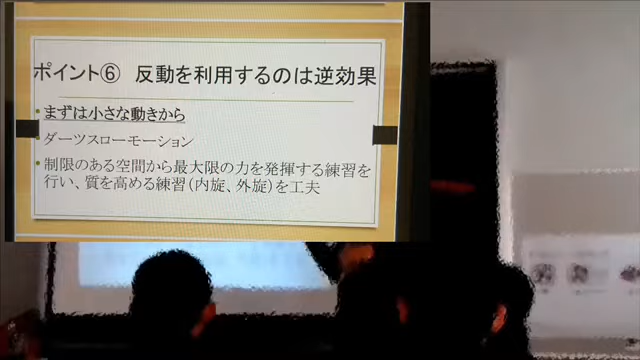 ポイント⑥ 反動を利用するのは逆効果
• まずは小さな動きから
• ダーツスローモーション
• 制限のある空間から最大限の力を発揮する練習を
行い、質を高める練習(内旋、外旋)を工夫